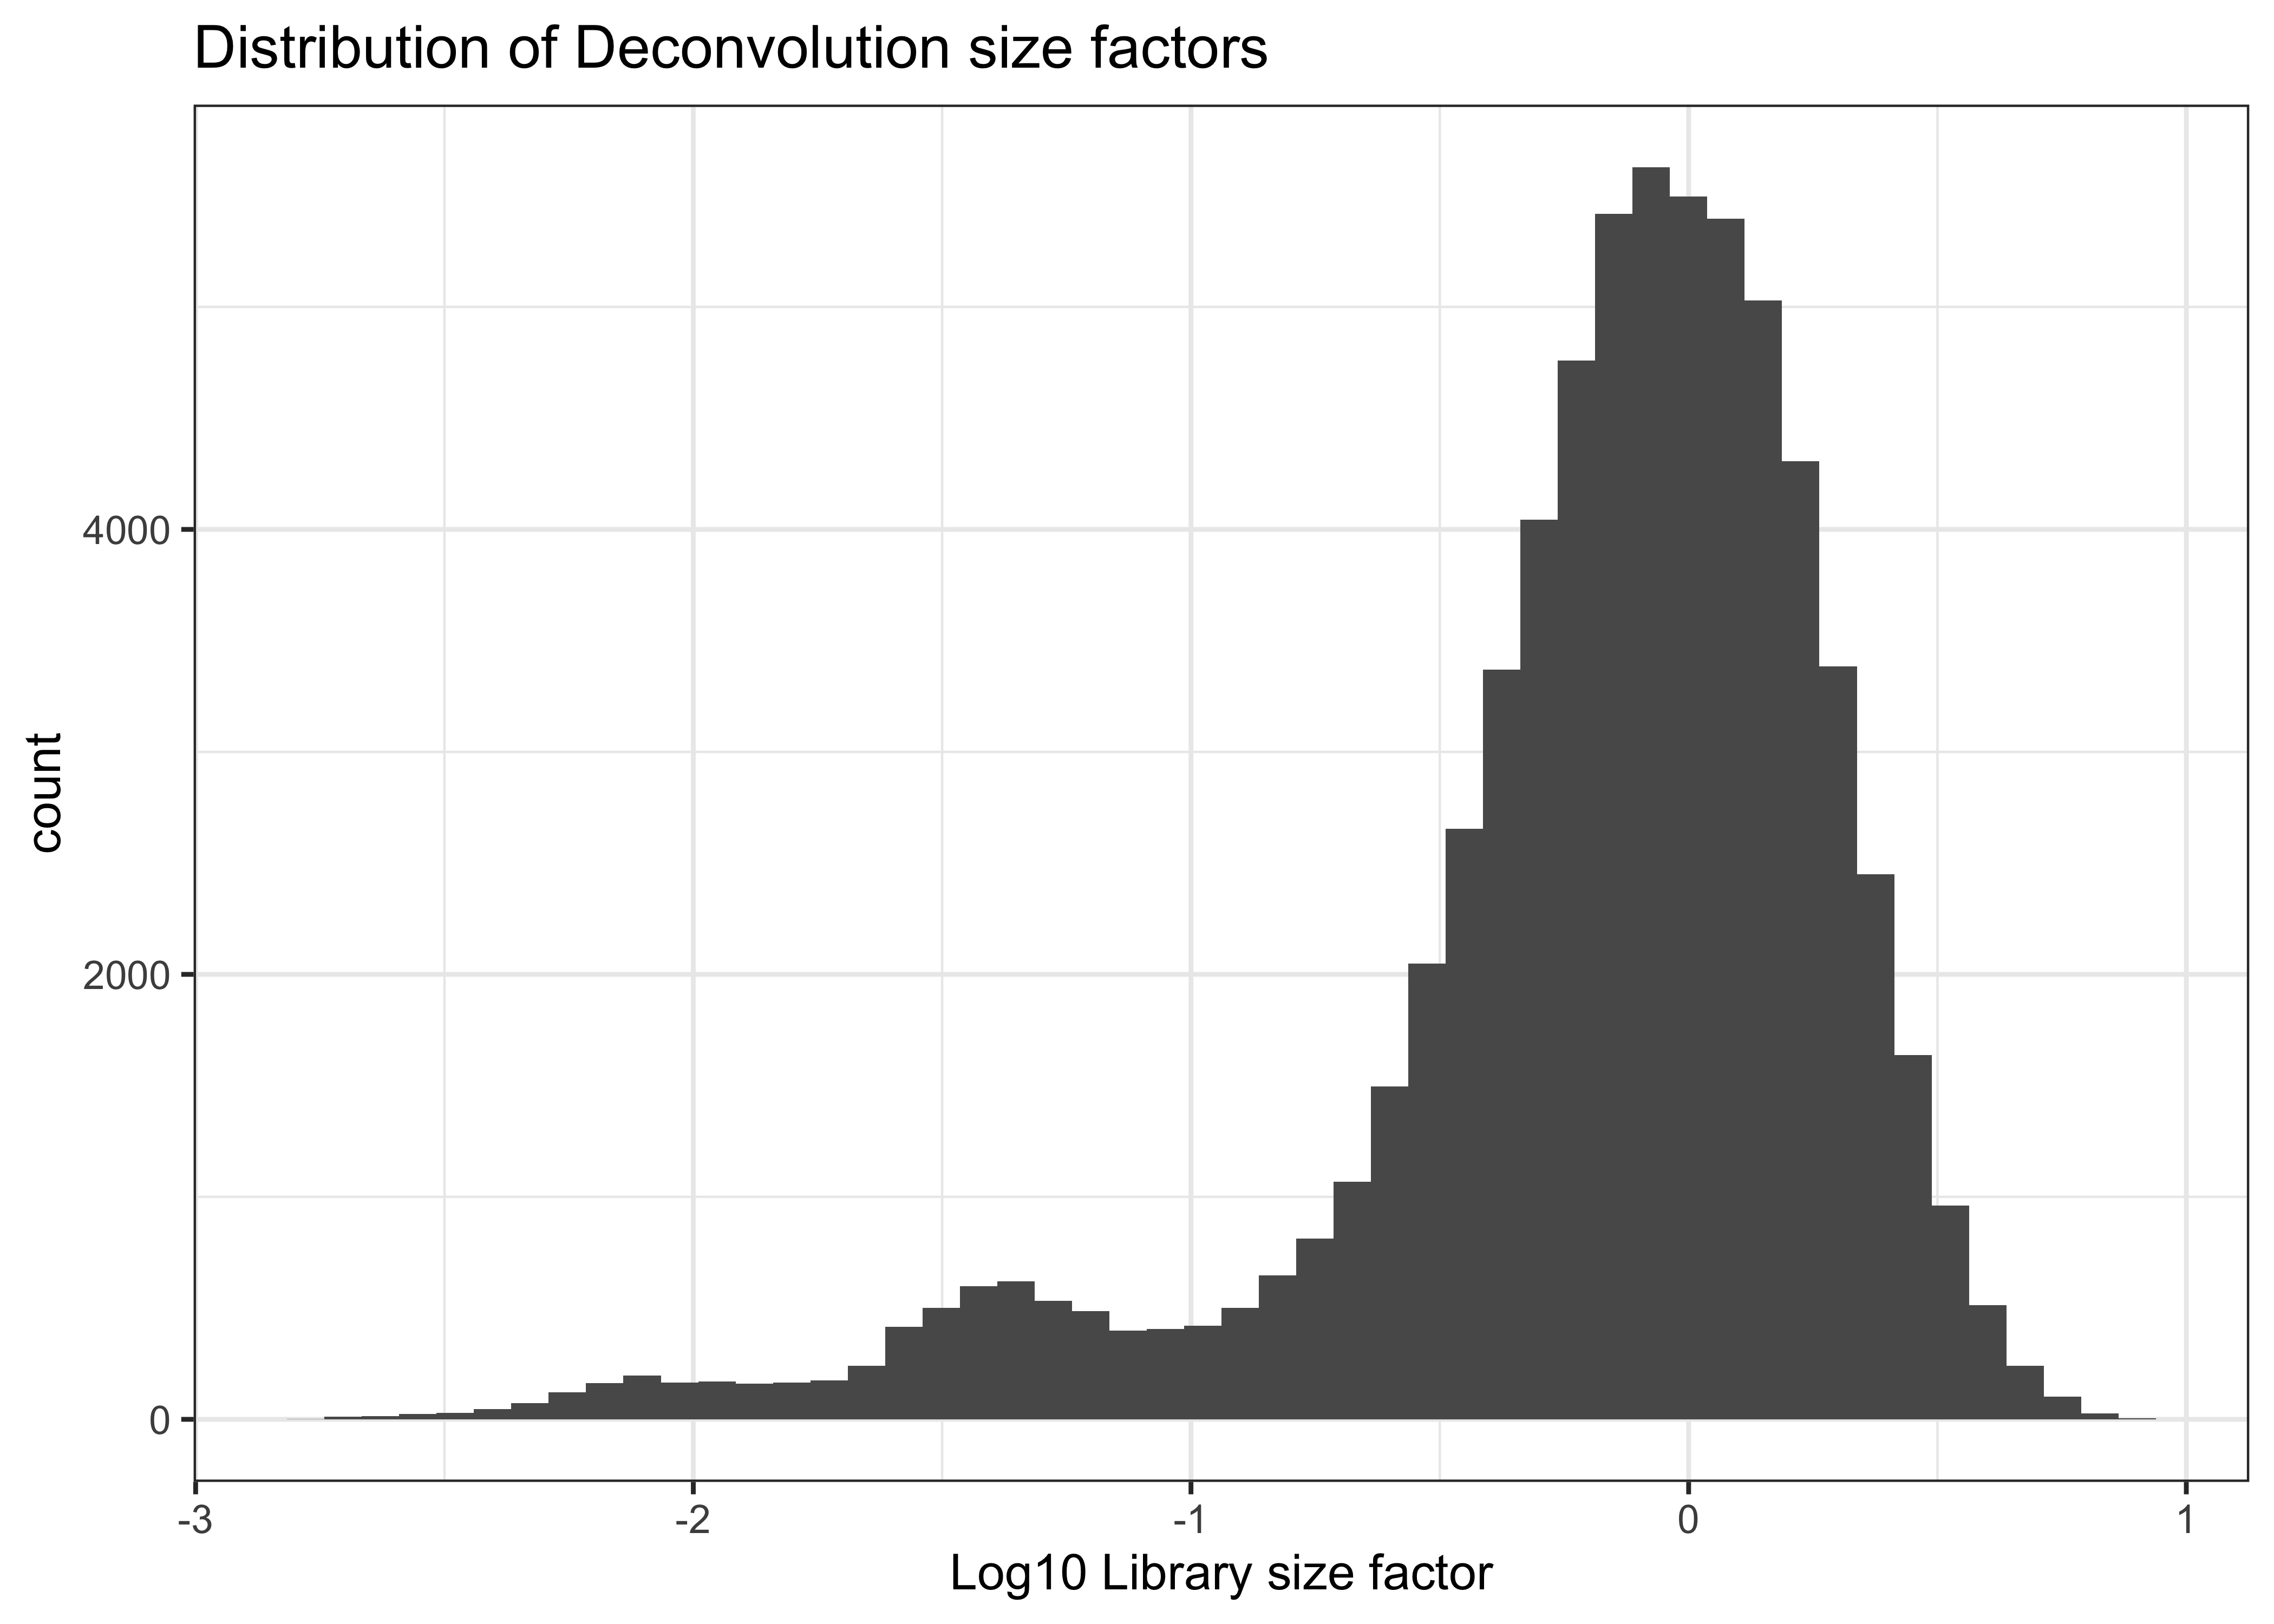 Distribution of Deconvolution size factors
count
4000
2000
0
-3 -2 -1 0 1
Log10 Library size factor